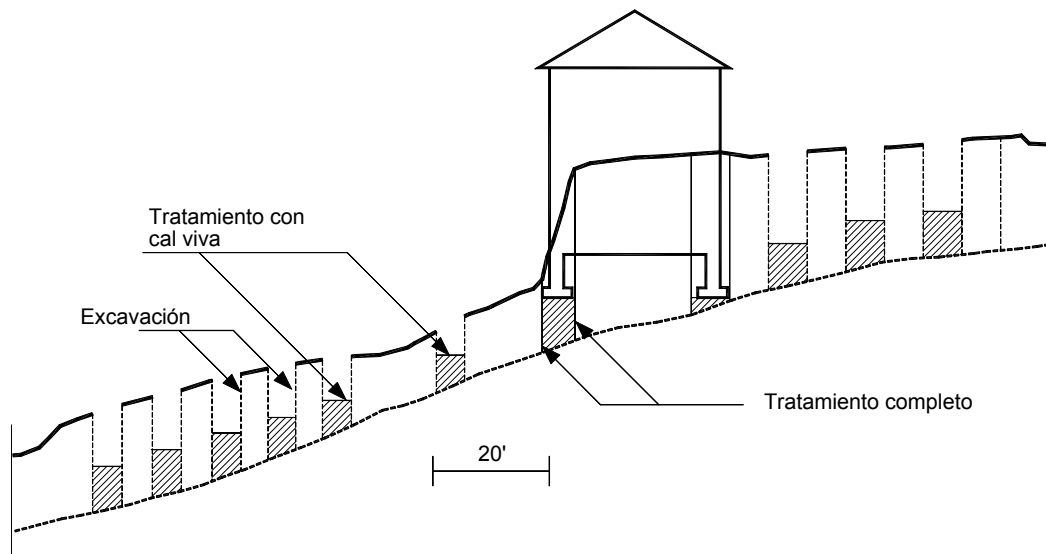 Tratamiento con
cal viva
Excavación
Tratamiento completo
20'